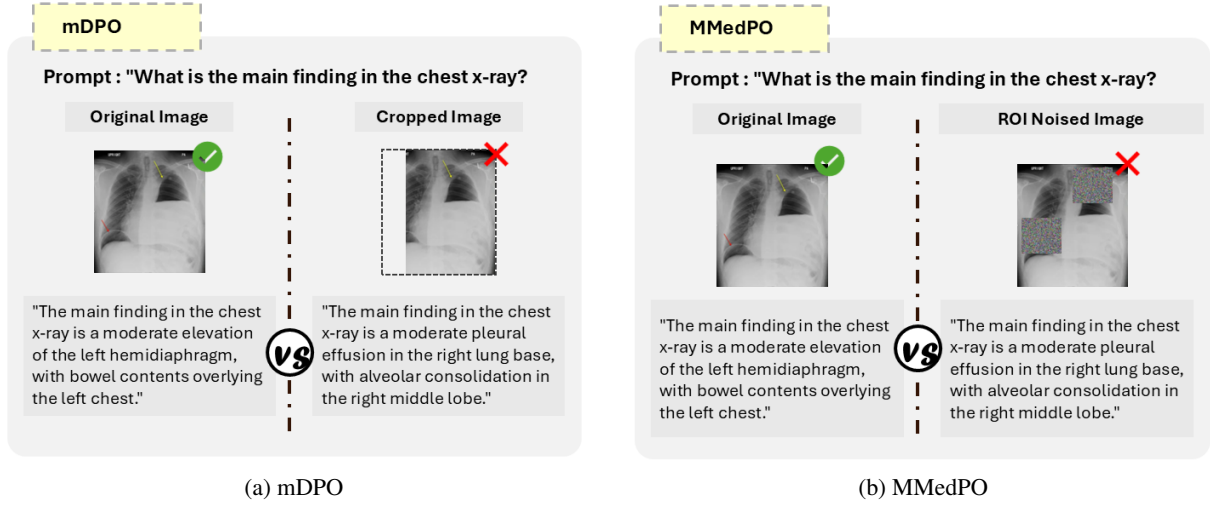 mDPO
Prompt : "What is the main finding in the chest x-ray?
Original Image
Cropped Image
"The main finding in the chest
x-ray is a moderate elevation
of the left hemidiaphragm,
with bowel contents overlying
the left chest."
vs
"The main finding in the chest
x-ray is a moderate pleural
effusion in the right lung base,
with alveolar consolidation in
the right middle lobe."
(a) mDPO
MMedPO
Prompt : "What is the main finding in the chest x-ray?
Original Image
ROI Noised Image
"The main finding in the chest
x-ray is a moderate elevation
of the left hemidiaphragm,
with bowel contents overlying
the left chest."
vs
"The main finding in the chest
x-ray is a moderate pleural
effusion in the right lung base,
with alveolar consolidation in
the right middle lobe."
(b) MMedPO